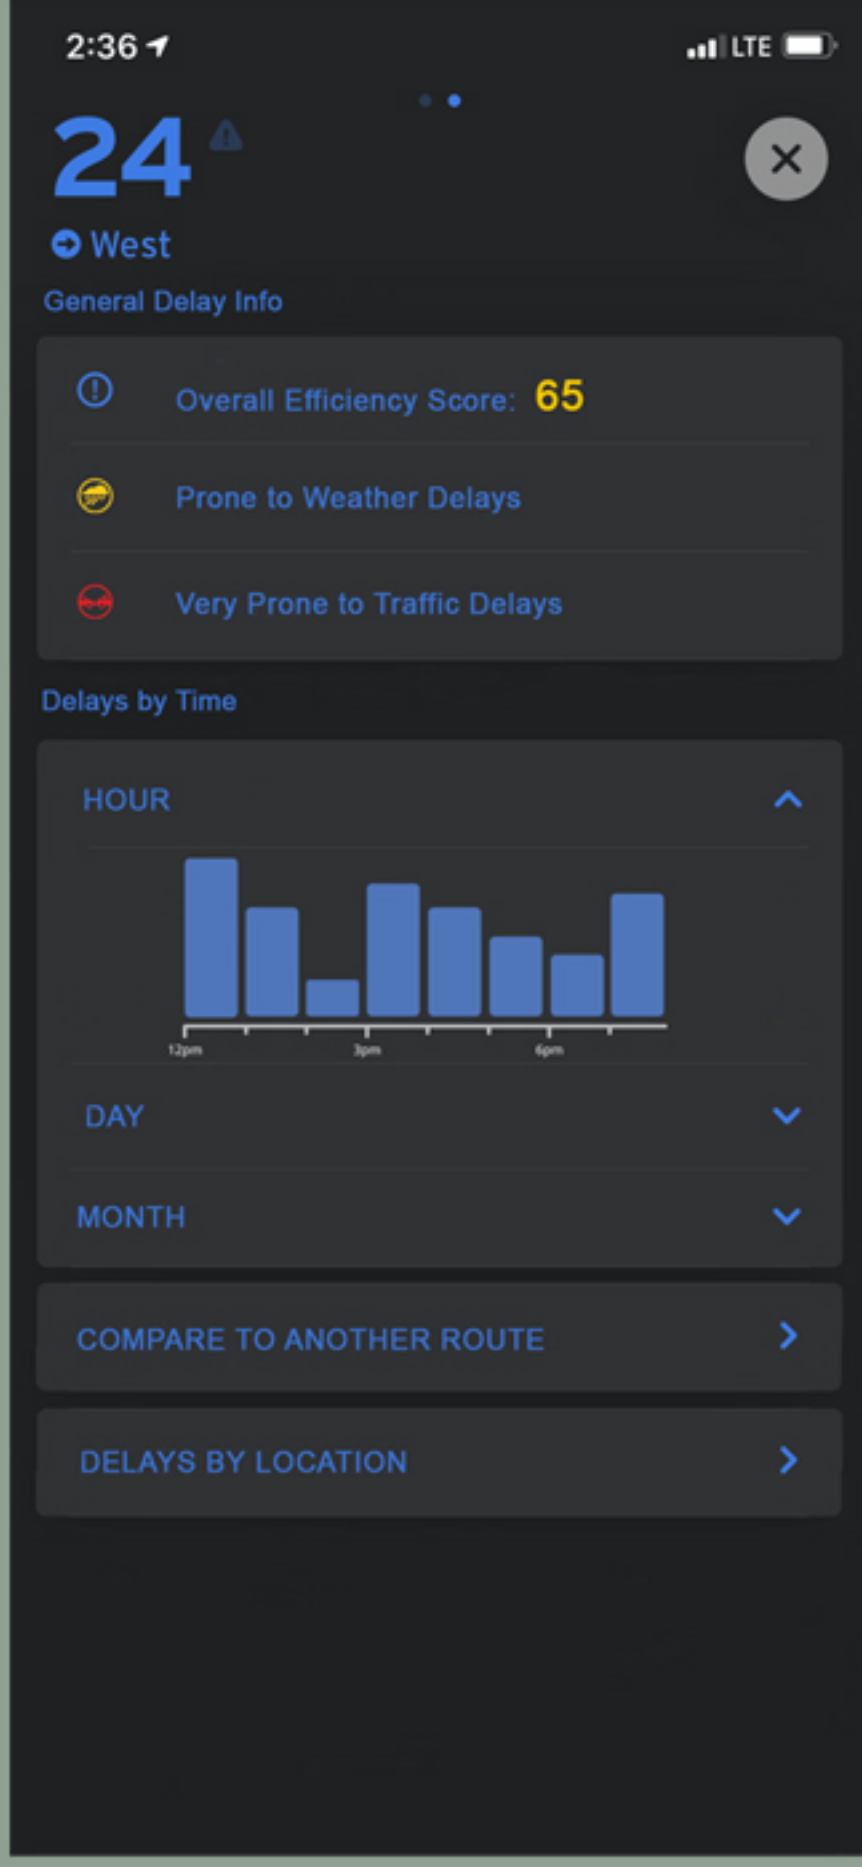 2:36 LTE
24
West
General Delay Info
Overall Efficiency Score: 65
Prone to Weather Delays
Very Prone to Traffic Delays
Delays by Time
HOUR
12pm 3pm 6pm
DAY
MONTH
COMPARE TO ANOTHER ROUTE
DELAYS BY LOCATION